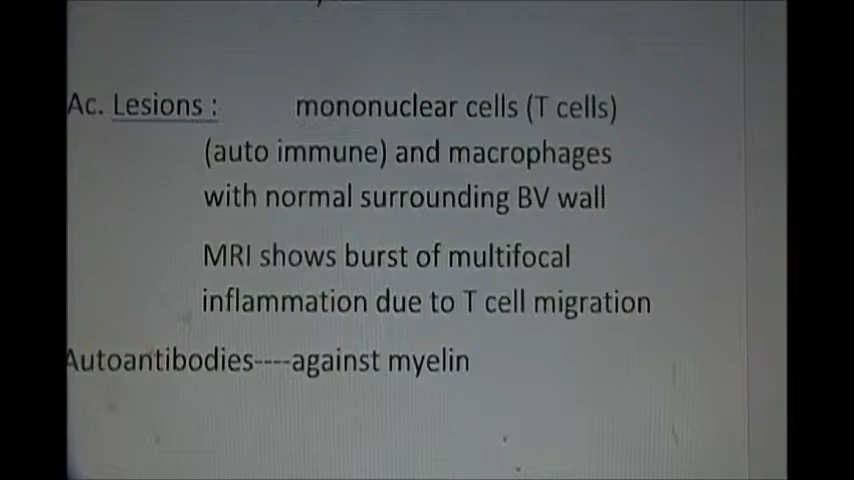 Ac. Lesions : mononuclear cells (T cells)
(auto immune) and macrophages
with normal surrounding BV wall
MRI shows burst of multifocal
inflammation due to T cell migration
Autoantibodies----against myelin